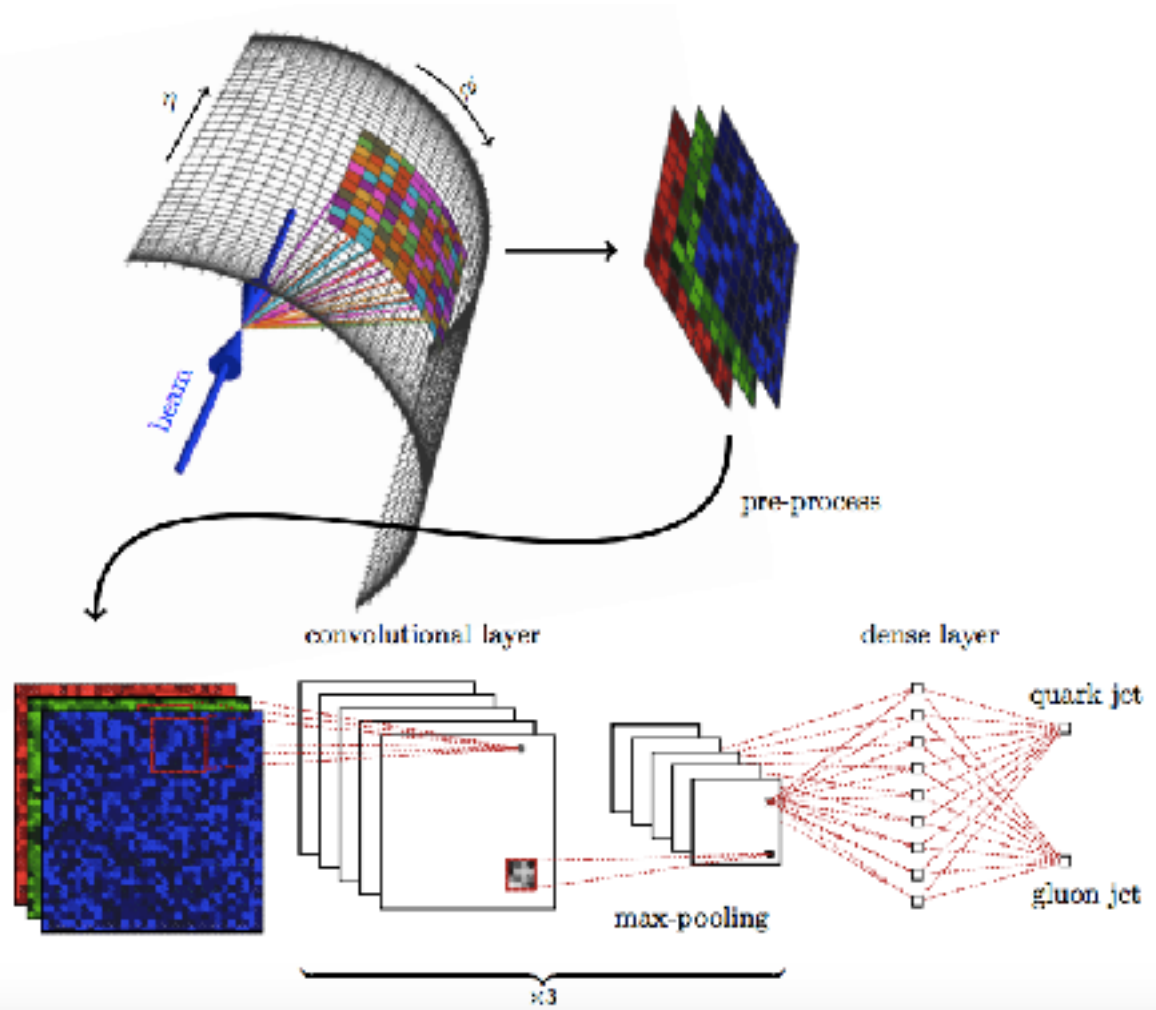 η
φ
beam
pre-process
convolutional layer
dense layer
quark jet
gluon jet
max-pooling
×3